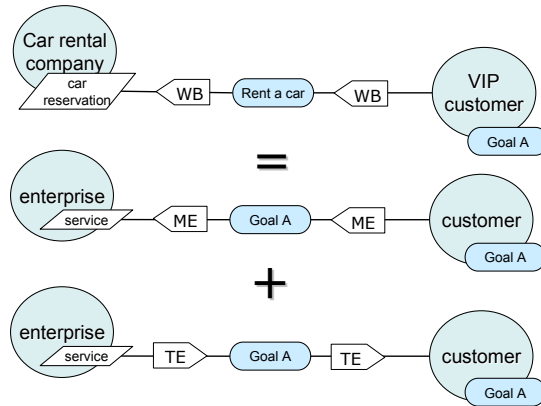 Car rental
company
car
reservation
WB
Rent a car
WB
VIP
customer
Goal A
=
enterprise
service
ME
Goal A
ME
customer
Goal A
+
enterprise
service
TE
Goal A
TE
customer
Goal A